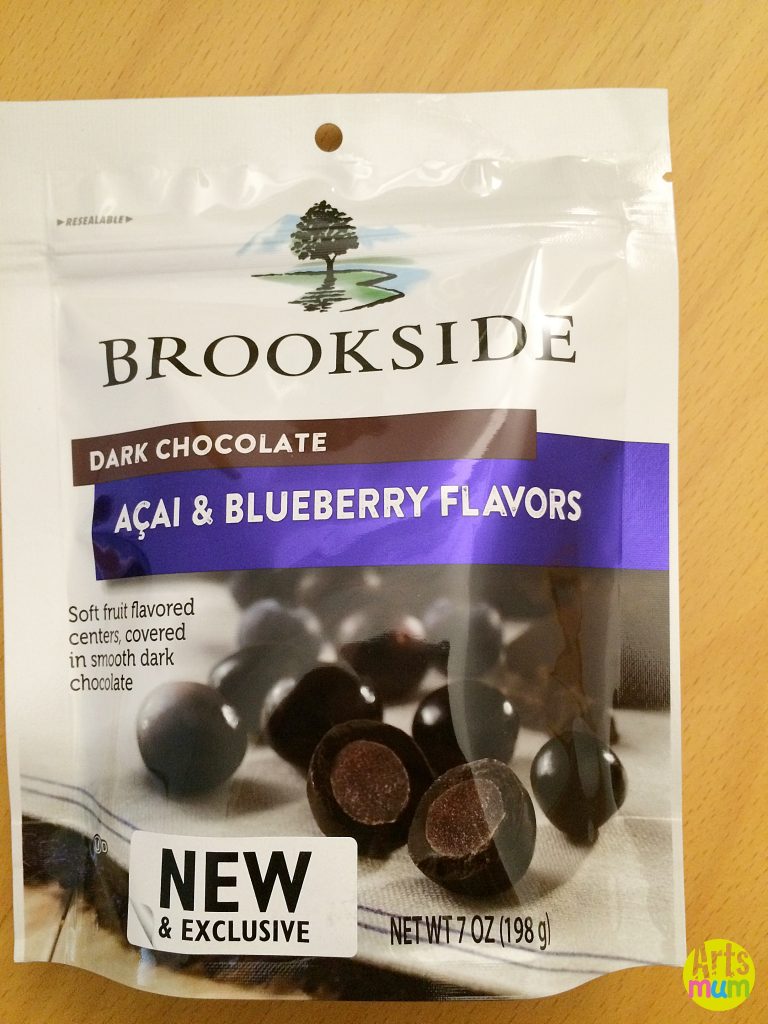 ▶RESEALABLE▶
BROOKSIDE
DARK CHOCOLATE
AÇAI & BLUEBERRY FLAVORS
Soft fruit flavored
centers, covered
in smooth dark
chocolate
UD
NEW
& EXCLUSIVE
NET WT 7 OZ (198 g)
Arts
mum